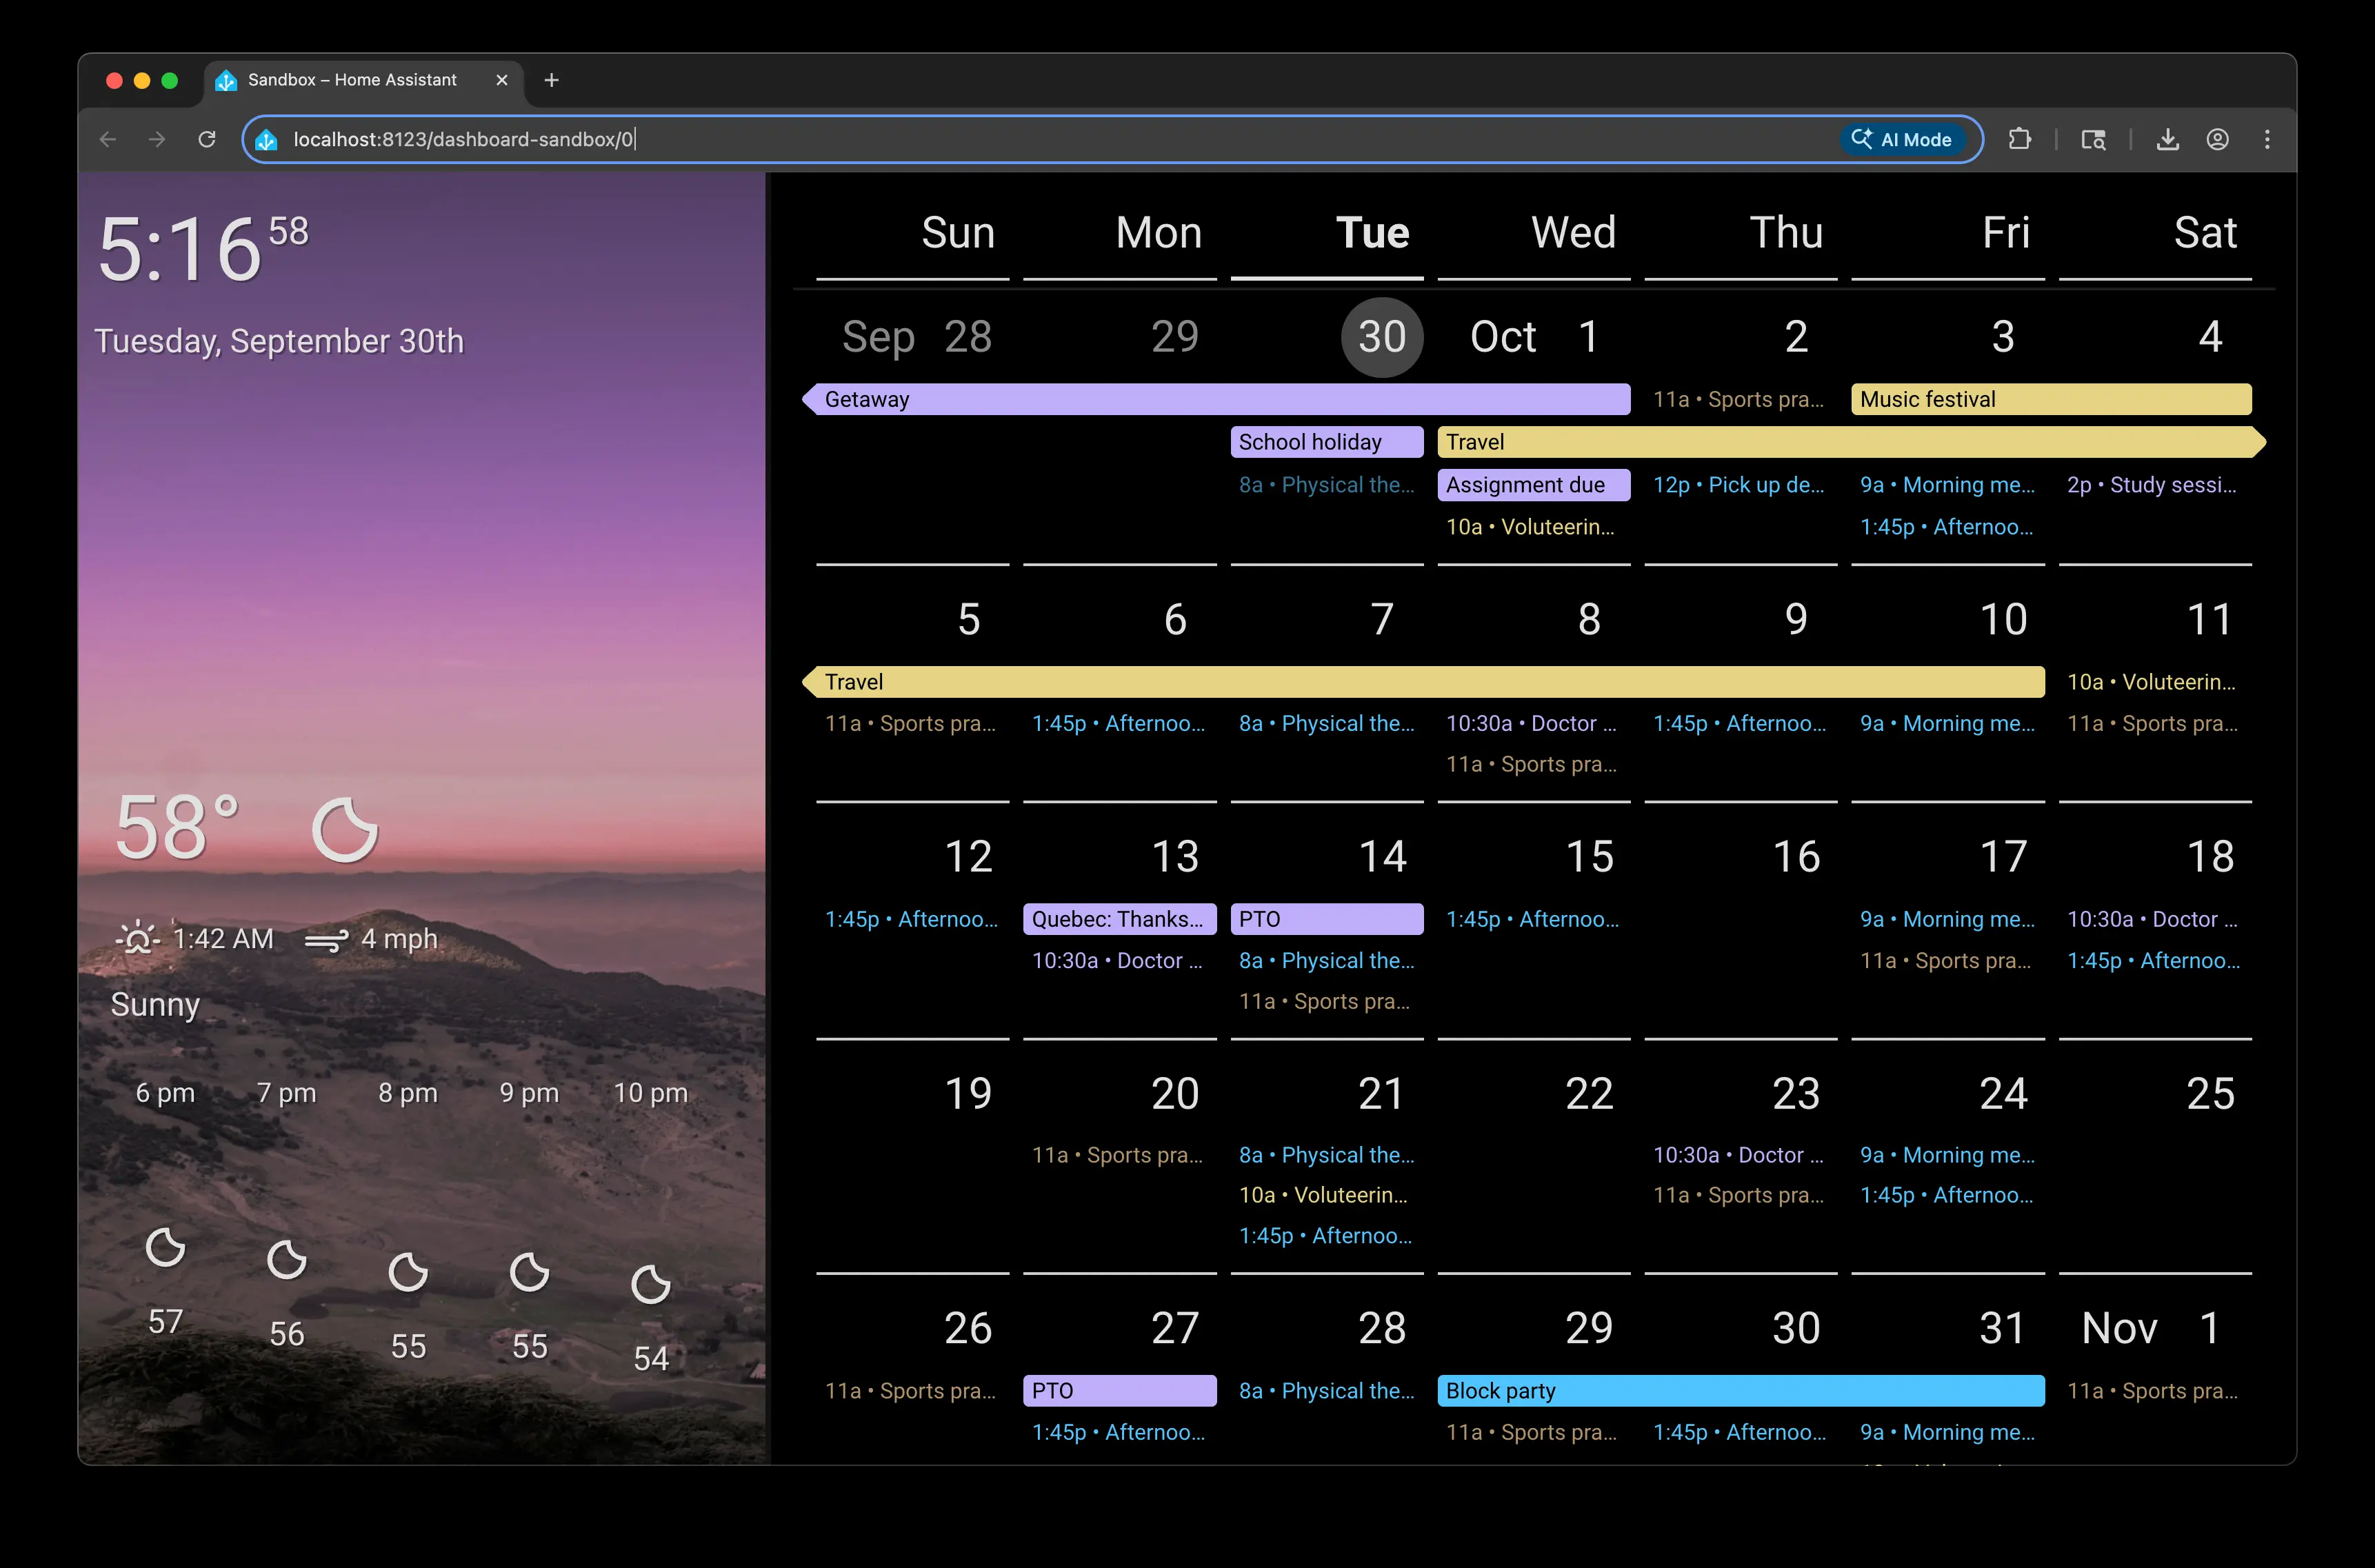 Sandbox – Home Assistant
localhost:8123/dashboard-sandbox/0
AI Mode
5:16 58
Tuesday, September 30th
58°
1:42 AM 4 mph
Sunny
6 pm 7 pm 8 pm 9 pm 10 pm
57 56 55 55 54
Sun Mon Tue Wed Thu Fri Sat
Sep 28 29 30 Oct 1 2 3 4
Getaway 11a • Sports pra... Music festival
School holiday Travel
8a • Physical the... Assignment due 12p • Pick up de... 9a • Morning me... 2p • Study sessi...
10a • Voluteerin... 1:45p • Afternoo...
5 6 7 8 9 10 11
Travel 10a • Voluteerin...
11a • Sports pra... 1:45p • Afternoo... 8a • Physical the... 10:30a • Doctor ... 1:45p • Afternoo... 9a • Morning me... 11a • Sports pra...
11a • Sports pra...
12 13 14 15 16 17 18
1:45p • Afternoo... Quebec: Thanks... PTO 1:45p • Afternoo... 9a • Morning me... 10:30a • Doctor ...
10:30a • Doctor ... 8a • Physical the... 11a • Sports pra... 1:45p • Afternoo...
11a • Sports pra...
19 20 21 22 23 24 25
11a • Sports pra... 8a • Physical the... 10:30a • Doctor ... 9a • Morning me...
10a • Voluteerin... 11a • Sports pra... 1:45p • Afternoo...
1:45p • Afternoo...
26 27 28 29 30 31 Nov 1
11a • Sports pra... PTO 8a • Physical the... Block party 11a • Sports pra...
1:45p • Afternoo... 11a • Sports pra... 1:45p • Afternoo... 9a • Morning me...